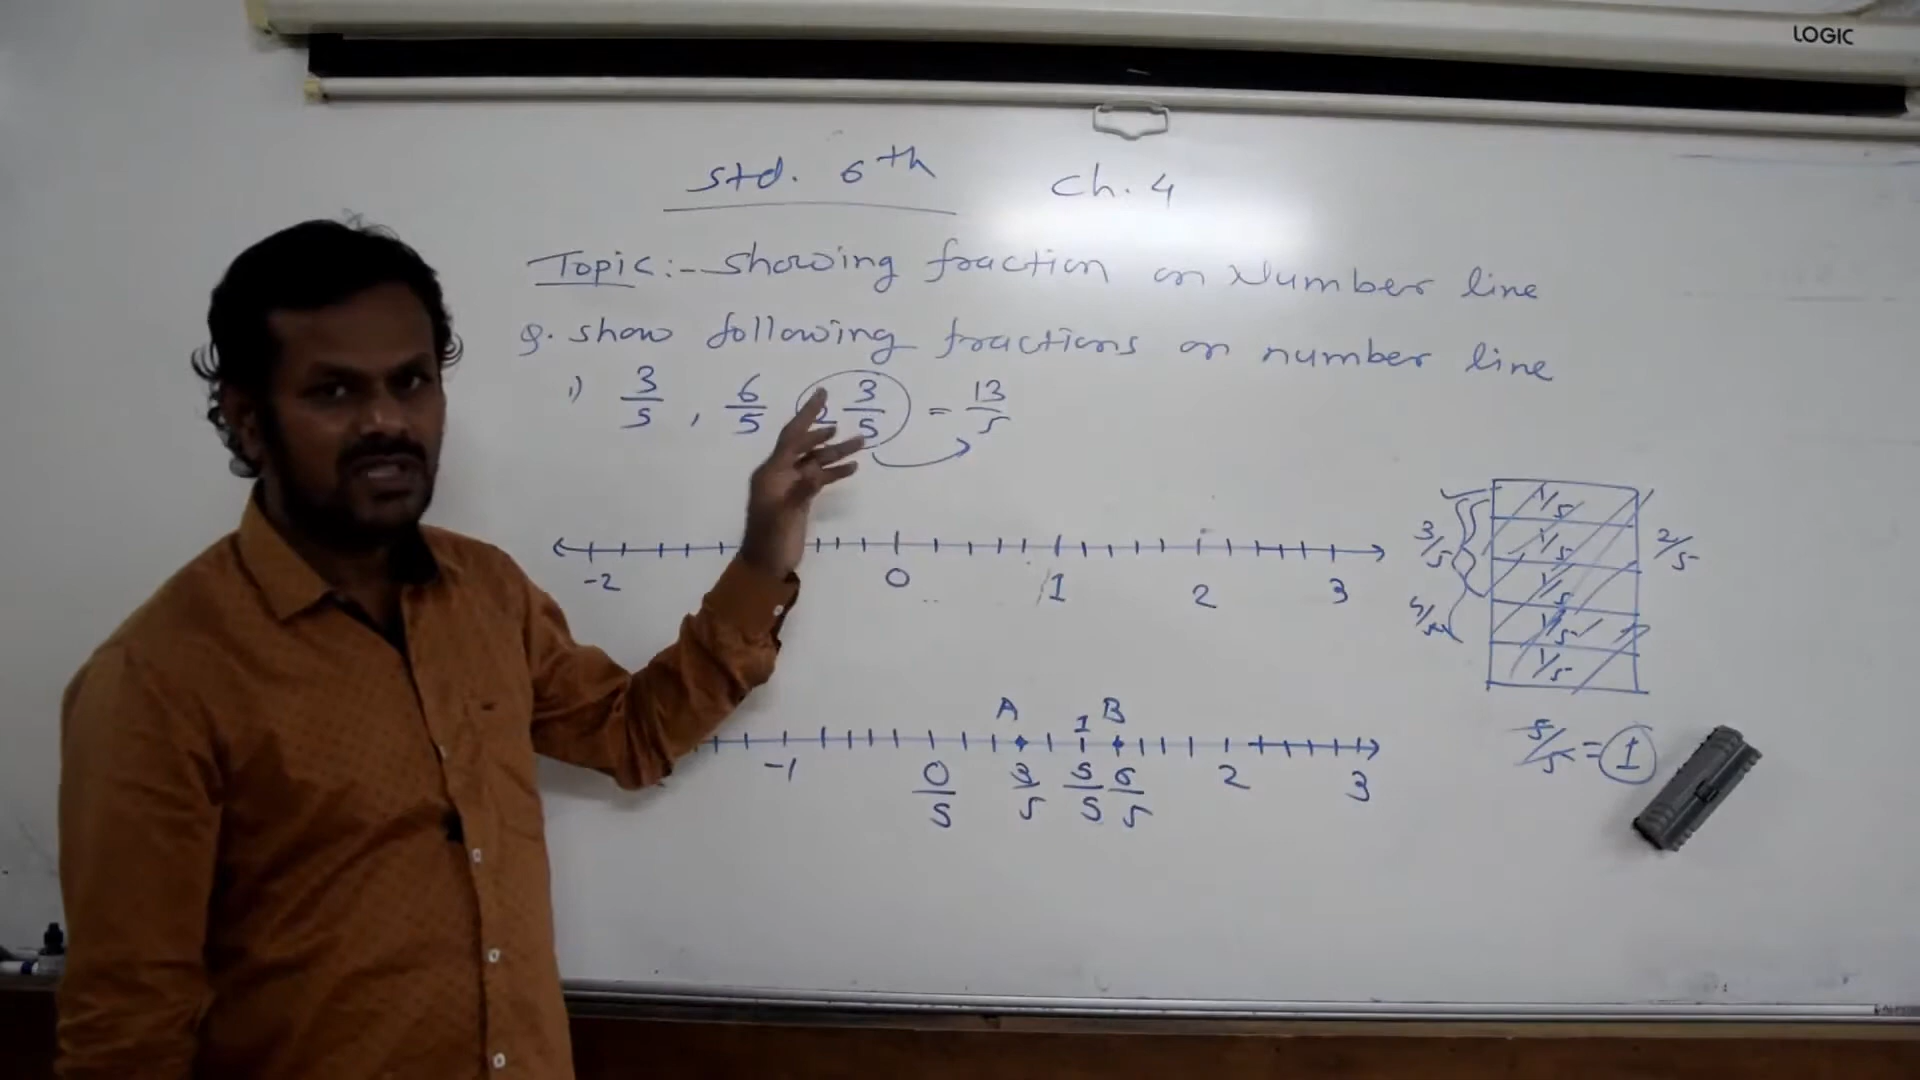 LOGIC
Std. 6th Ch. 4
Topic:- Showing fraction on Number line
Q. show following fractions on number line
1) 3/5 , 6/5 2 3/5 = 13/5
-2 0 1 2 3
3/5 1/5 2/5
1/5
1/5
1/5
1/5
A 1 B
-1 0/5 3/5 5/5 6/5 2 3
5/5 = 1